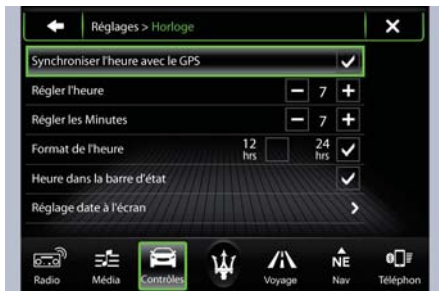 Réglages > Horloge
Synchroniser l'heure avec le GPS
Régler l'heure 7
Régler les Minutes 7
Format de l'heure 12 hrs 24 hrs
Heure dans la barre d'état
Réglage date à l'écran
Radio Média Contrôles Voyage NE Nav Téléphon